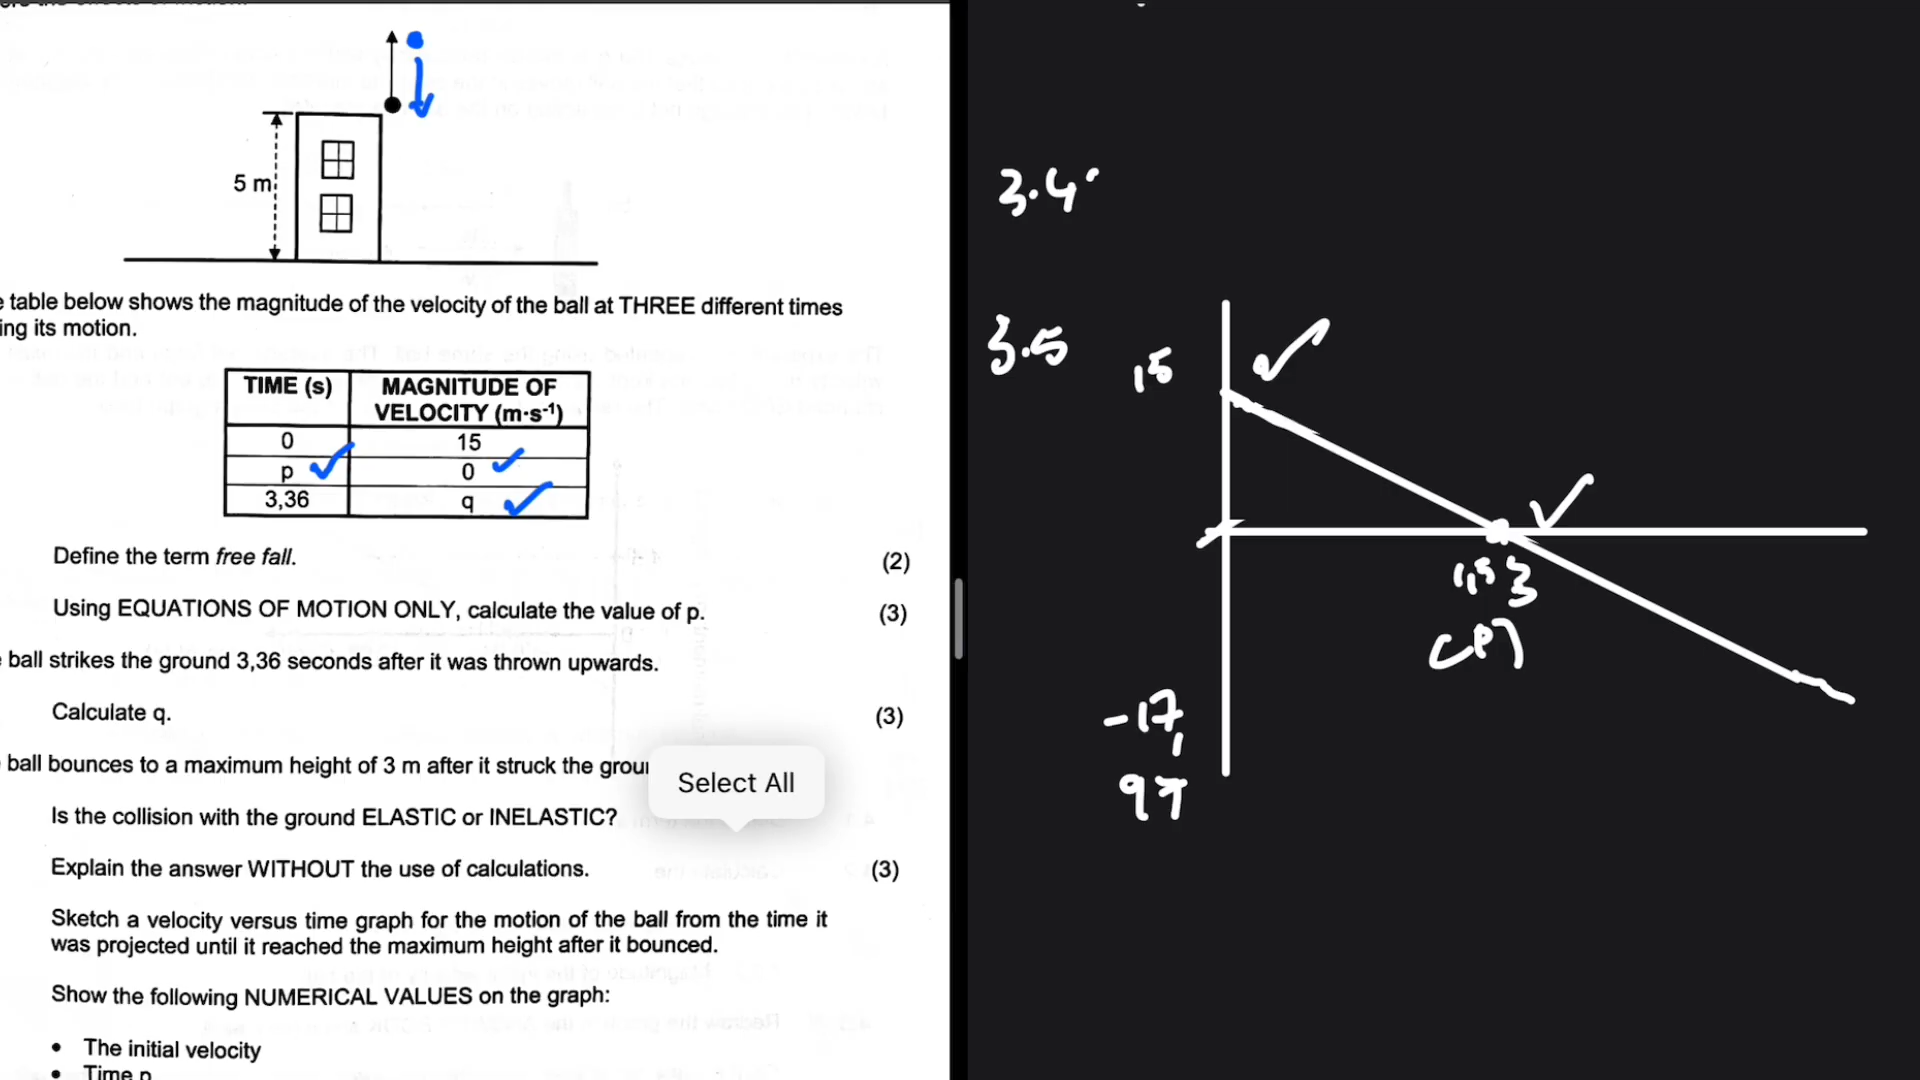 5 m
table below shows the magnitude of the velocity of the ball at THREE different times
ing its motion.
TIME (s) MAGNITUDE OF VELOCITY (m·s⁻¹)
0 15
p 0
3,36 q
Define the term free fall. (2)
Using EQUATIONS OF MOTION ONLY, calculate the value of p. (3)
ball strikes the ground 3,36 seconds after it was thrown upwards.
Calculate q. (3)
ball bounces to a maximum height of 3 m after it struck the grou
Select All
Is the collision with the ground ELASTIC or INELASTIC?
Explain the answer WITHOUT the use of calculations. (3)
Sketch a velocity versus time graph for the motion of the ball from the time it
was projected until it reached the maximum height after it bounced.
Show the following NUMERICAL VALUES on the graph:
• The initial velocity
• Time p
3.4
3.5
15
1,53
(P)
-17,
97